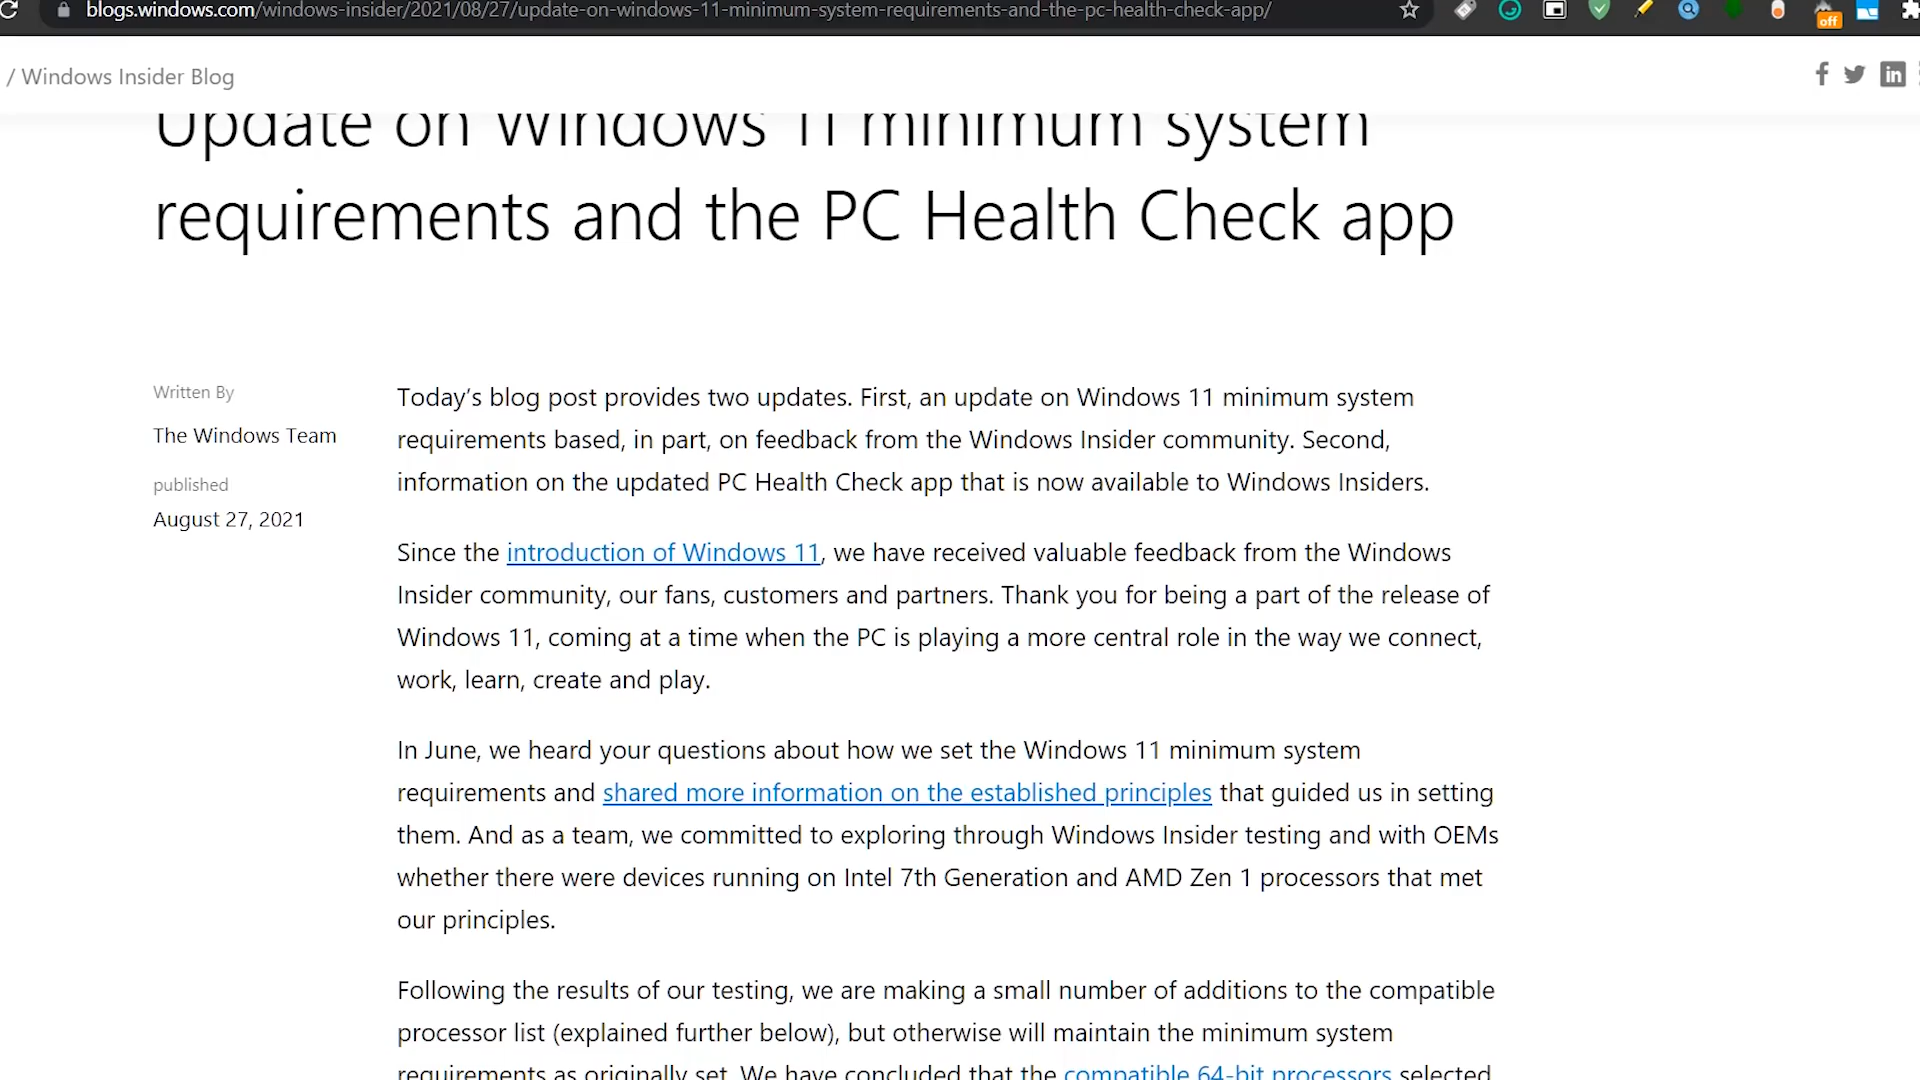 blogs.windows.com/windows-insider/2021/08/27/update-on-windows-11-minimum-system-requirements-and-the-pc-health-check-app/
off
/ Windows Insider Blog
Update on Windows 11 minimum system
requirements and the PC Health Check app
Written By
The Windows Team
published
August 27, 2021
Today’s blog post provides two updates. First, an update on Windows 11 minimum system
requirements based, in part, on feedback from the Windows Insider community. Second,
information on the updated PC Health Check app that is now available to Windows Insiders.
Since the introduction of Windows 11, we have received valuable feedback from the Windows
Insider community, our fans, customers and partners. Thank you for being a part of the release of
Windows 11, coming at a time when the PC is playing a more central role in the way we connect,
work, learn, create and play.
In June, we heard your questions about how we set the Windows 11 minimum system
requirements and shared more information on the established principles that guided us in setting
them. And as a team, we committed to exploring through Windows Insider testing and with OEMs
whether there were devices running on Intel 7th Generation and AMD Zen 1 processors that met
our principles.
Following the results of our testing, we are making a small number of additions to the compatible
processor list (explained further below), but otherwise will maintain the minimum system
requirements as originally set. We have concluded that the compatible 64-bit processors selected